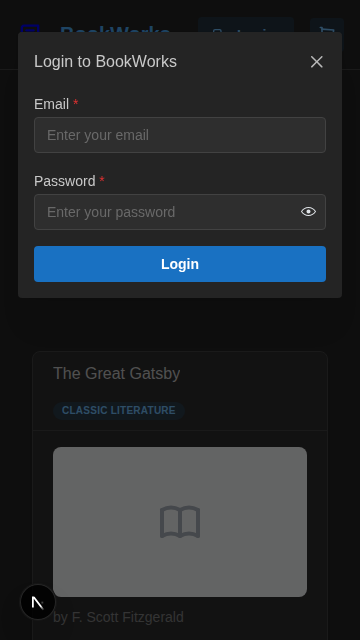 BookWorks
Login to BookWorks
Email *
Enter your email
Password *
Enter your password
Login
The Great Gatsby
CLASSIC LITERATURE
by F. Scott Fitzgerald